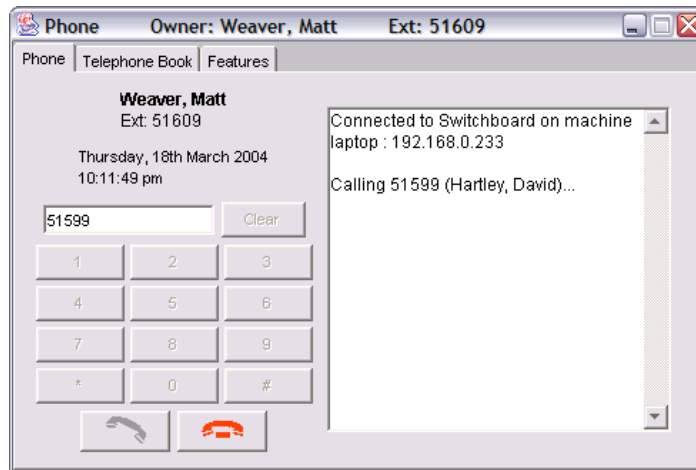 Phone Owner: Weaver, Matt Ext: 51609
Phone Telephone Book Features
Weaver, Matt
Ext: 51609
Thursday, 18th March 2004
10:11:49 pm
51599 Clear
1 2 3
4 5 6
7 8 9
* 0 #
Connected to Switchboard on machine
laptop : 192.168.0.233
Calling 51599 (Hartley, David)...